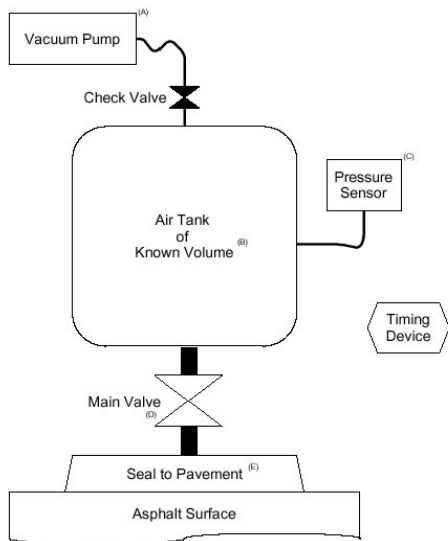 Vacuum Pump (A)
Check Valve
Pressure (C)
Sensor
Air Tank
of
Known Volume (B)
Timing
Device
Main Valve
(D)
Seal to Pavement (E)
Asphalt Surface